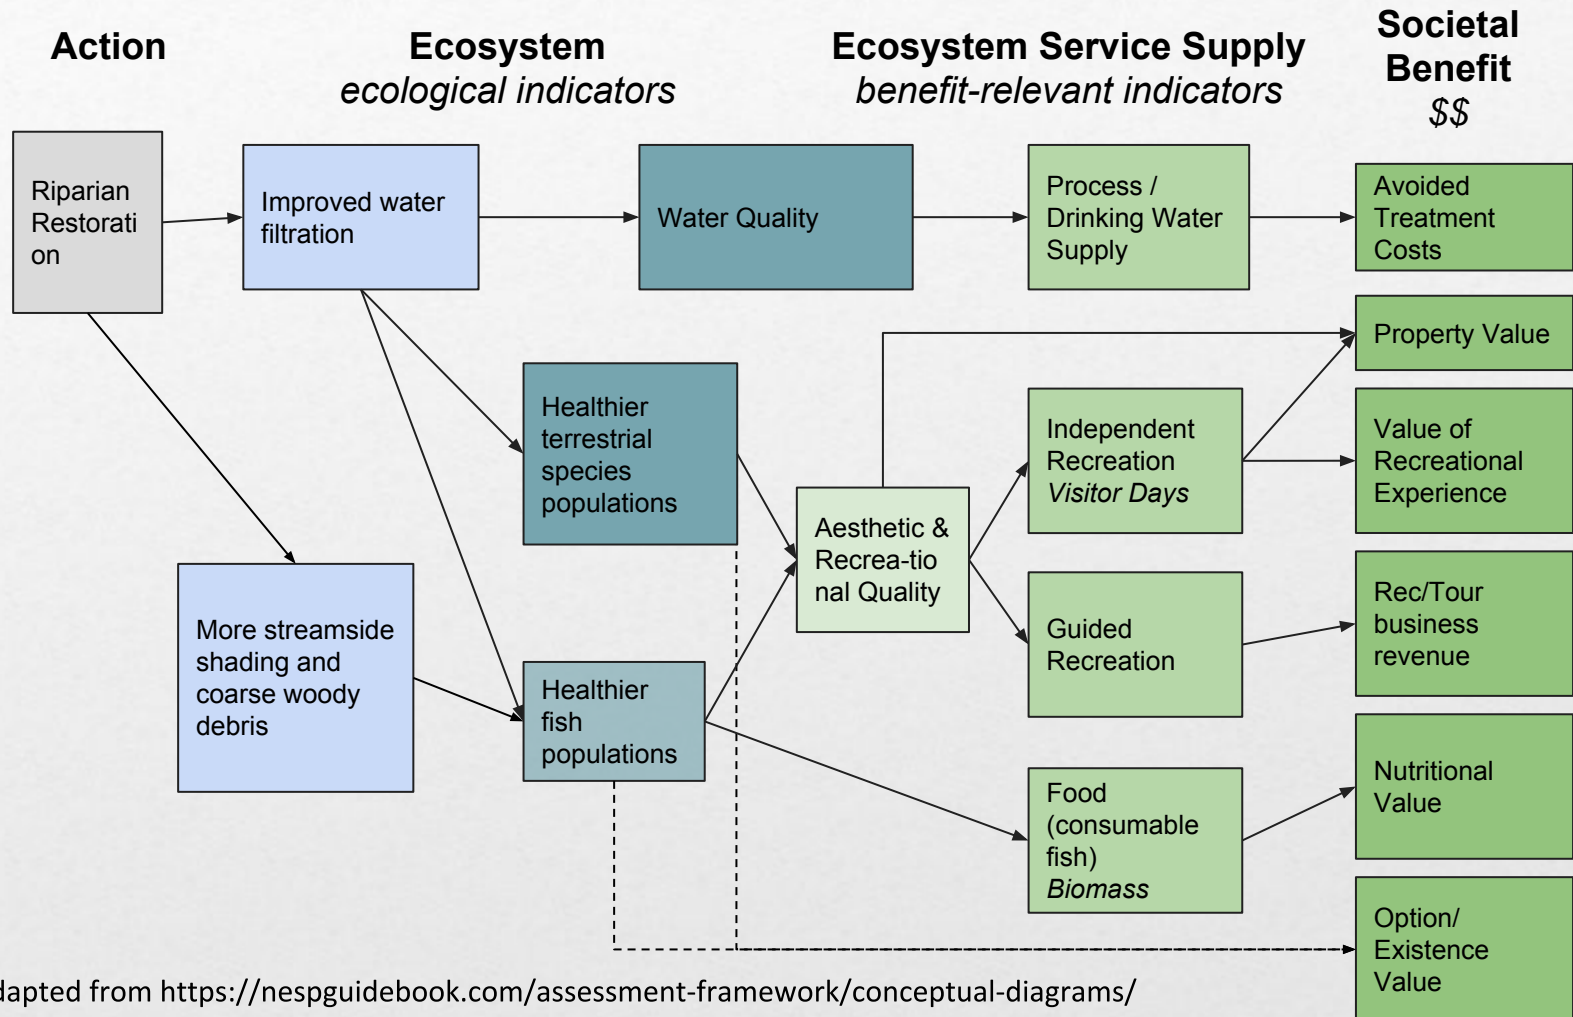 Action
Ecosystem
ecological indicators
Ecosystem Service Supply
benefit-relevant indicators
Societal
Benefit
$$
Riparian
Restorati
on
Improved water
filtration
Water Quality
Process /
Drinking Water
Supply
Avoided
Treatment
Costs
Property Value
Healthier
terrestrial
species
populations
Independent
Recreation
Visitor Days
Value of
Recreational
Experience
Aesthetic &
Recrea-tio
nal Quality
More streamside
shading and
coarse woody
debris
Guided
Recreation
Rec/Tour
business
revenue
Healthier
fish
populations
Food
(consumable
fish)
Biomass
Nutritional
Value
Option/
Existence
Value
dapted from https://nespguidebook.com/assessment-framework/conceptual-diagrams/